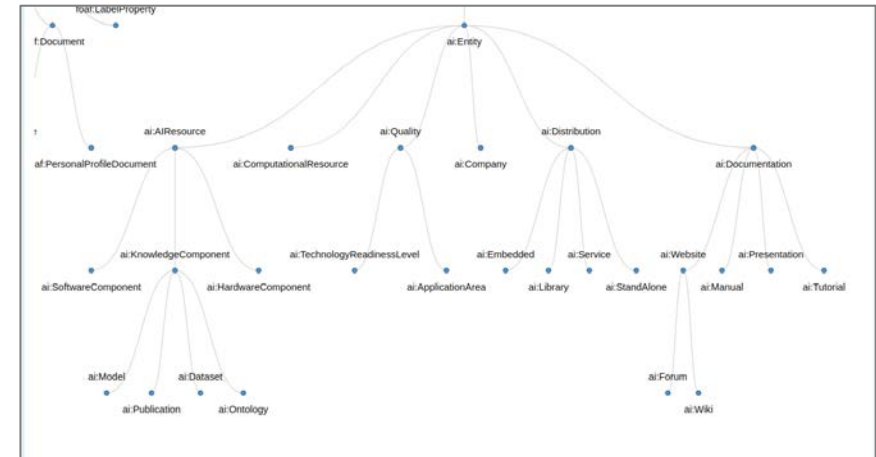 foaf:LabelProperty
f:Document
ai:Entity
ai:AIResource
ai:Quality
ai:Distribution
af:PersonalProfileDocument
ai:ComputationalResource
ai:Company
ai:Documentation
ai:KnowledgeComponent
ai:TechnologyReadinessLevel
ai:Embedded
ai:Service
ai:Website
ai:Presentation
ai:SoftwareComponent
ai:HardwareComponent
ai:ApplicationArea
ai:Library
ai:StandAlone
ai:Manual
ai:Tutorial
ai:Model
ai:Dataset
ai:Forum
ai:Publication
ai:Ontology
ai:Wiki